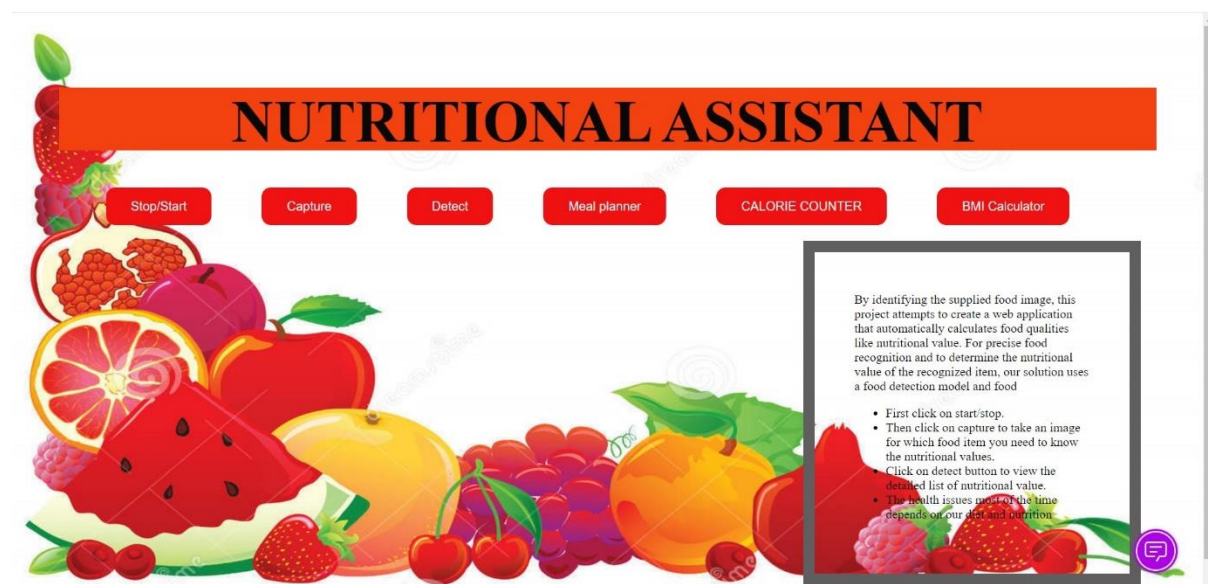 NUTRITIONAL ASSISTANT
Stop/Start
Capture
Detect
Meal planner
CALORIE COUNTER
BMI Calculator
By identifying the supplied food image, this
project attempts to create a web application
that automatically calculates food qualities
like nutritional value. For precise food
recognition and to determine the nutritional
value of the recognized item, our solution uses
a food detection model and food
• First click on start/stop.
• Then click on capture to take an image
for which food item you need to know
the nutritional values.
• Click on detect button to view the
detailed list of nutritional value.
• The health issues most of the time
depends on our diet and nutrition